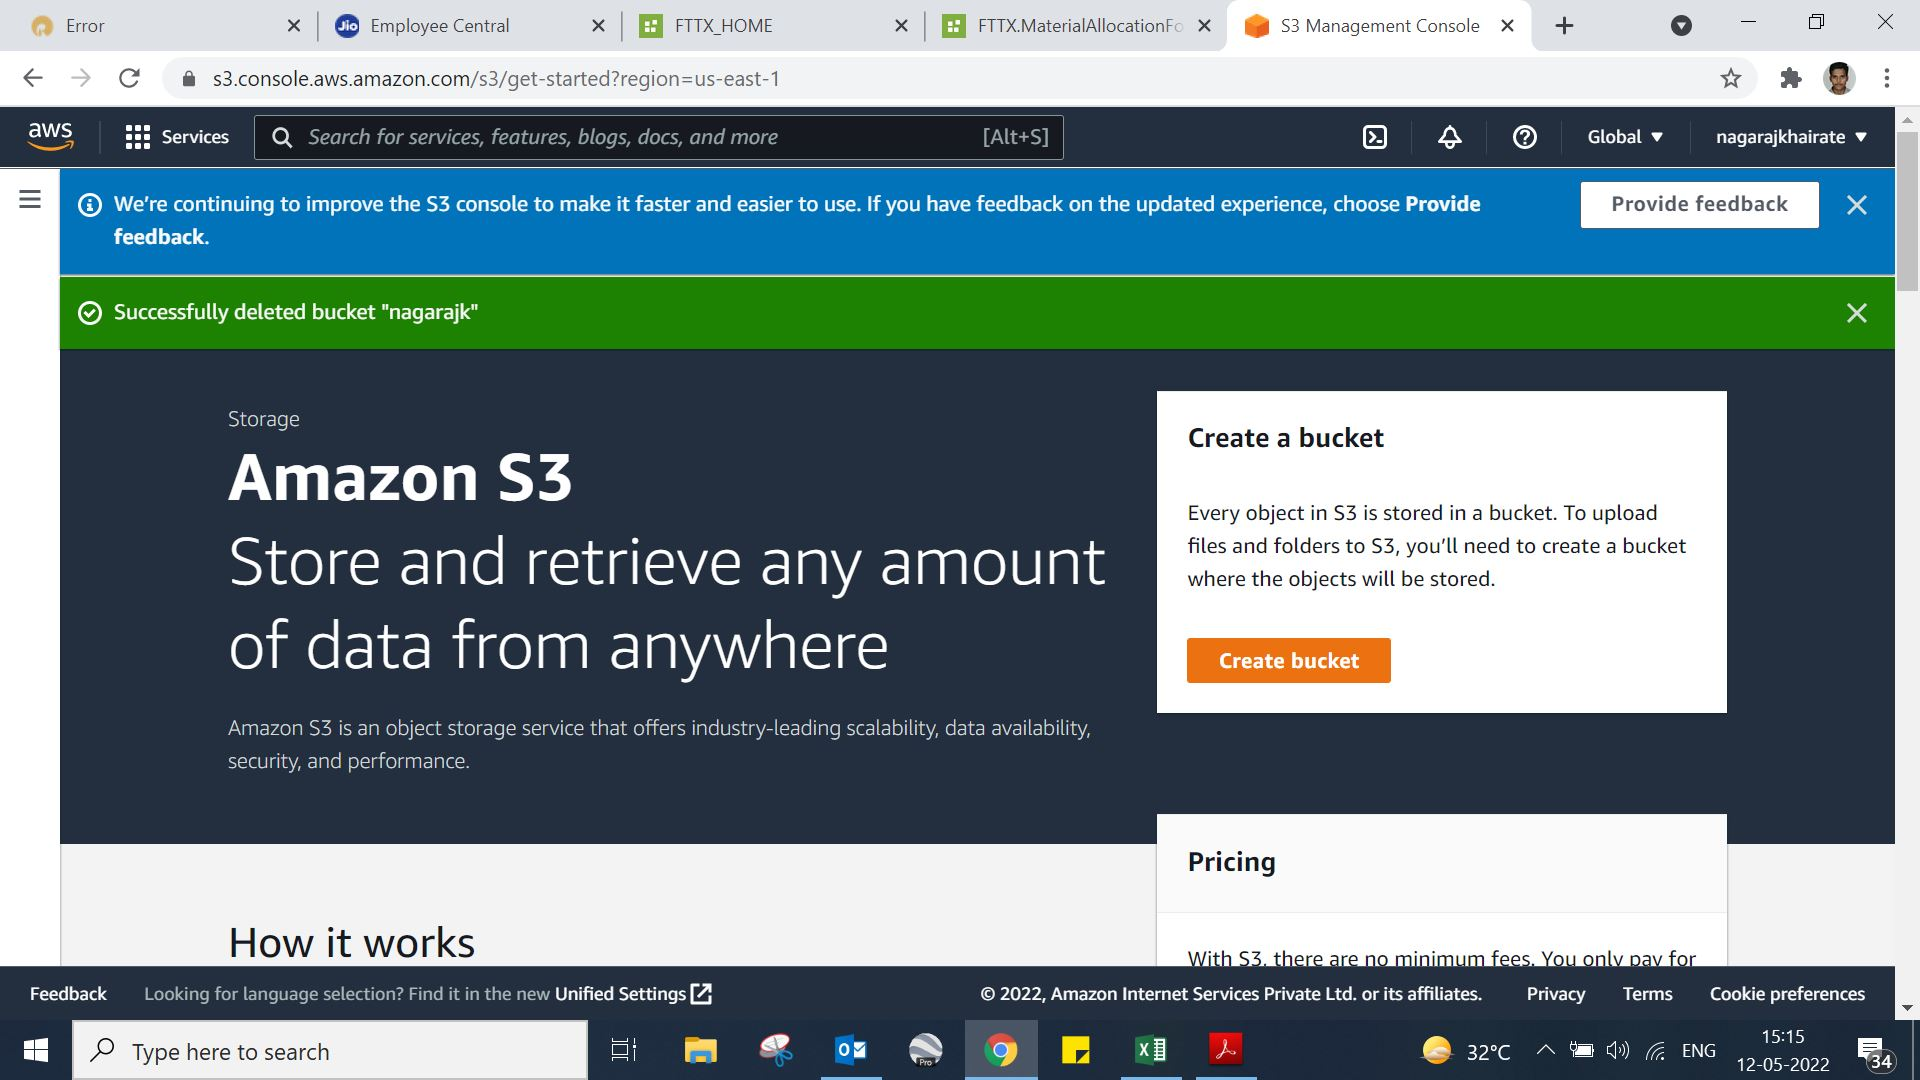 Error
Employee Central
FTTX_HOME
FTTX.MaterialAllocationFo
S3 Management Console
s3.console.aws.amazon.com/s3/get-started?region=us-east-1
aws
Services
Search for services, features, blogs, docs, and more
[Alt+S]
Global
nagarajkhairate
We’re continuing to improve the S3 console to make it faster and easier to use. If you have feedback on the updated experience, choose Provide
feedback.
Provide feedback
Successfully deleted bucket "nagarajk"
Storage
Amazon S3
Store and retrieve any amount
of data from anywhere
Amazon S3 is an object storage service that offers industry-leading scalability, data availability,
security, and performance.
Create a bucket
Every object in S3 is stored in a bucket. To upload
files and folders to S3, you’ll need to create a bucket
where the objects will be stored.
Create bucket
Pricing
With S3, there are no minimum fees. You only pay for
How it works
Feedback
Looking for language selection? Find it in the new Unified Settings
© 2022, Amazon Internet Services Private Ltd. or its affiliates.
Privacy
Terms
Cookie preferences
Type here to search
Pro
32°C
ENG
15:15
12-05-2022
34
Jio